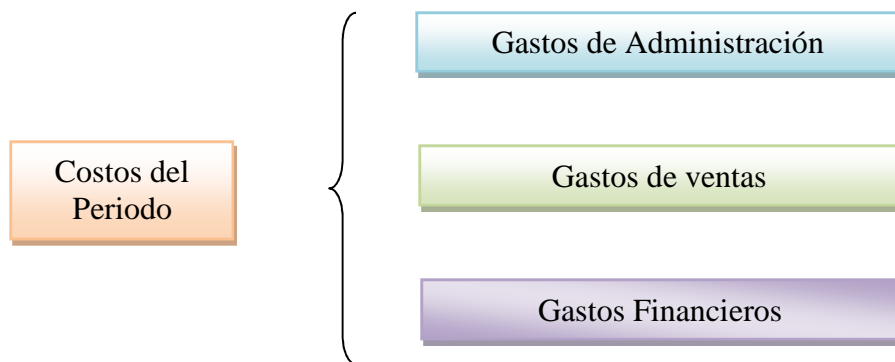 Costos del
Periodo
Gastos de Administración
Gastos de ventas
Gastos Financieros